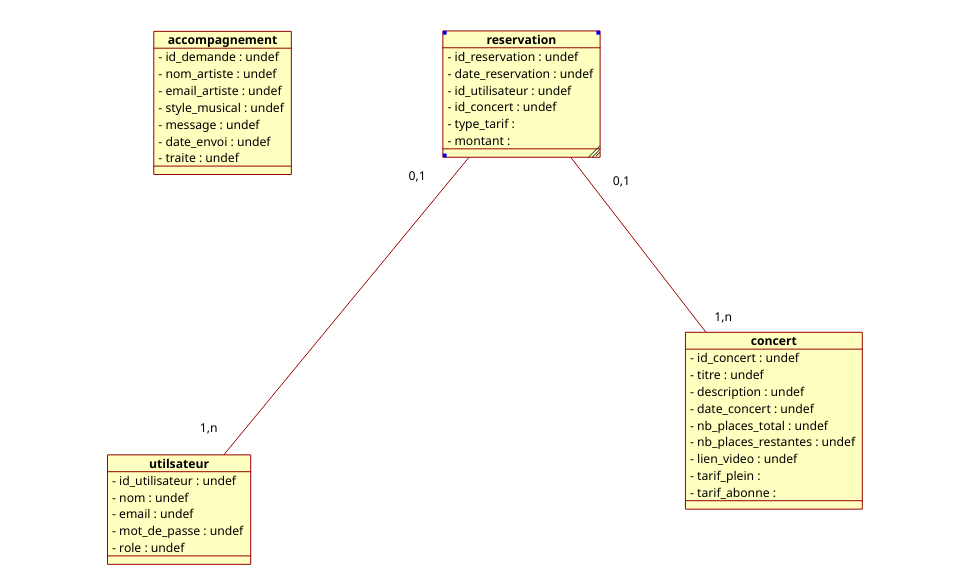 accompagnement
- id_demande : undef
- nom_artiste : undef
- email_artiste : undef
- style_musical : undef
- message : undef
- date_envoi : undef
- traite : undef
reservation
- id_reservation : undef
- date_reservation : undef
- id_utilisateur : undef
- id_concert : undef
- type_tarif :
- montant :
0,1
0,1
1,n
concert
- id_concert : undef
- titre : undef
- description : undef
- date_concert : undef
- nb_places_total : undef
- nb_places_restantes : undef
- lien_video : undef
- tarif_plein :
- tarif_abonne :
1,n
utilsateur
- id_utilisateur : undef
- nom : undef
- email : undef
- mot_de_passe : undef
- role : undef